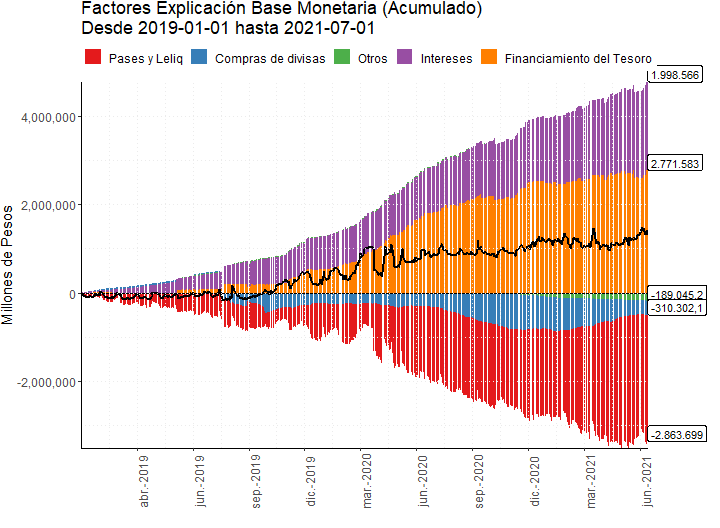 Factores Explicación Base Monetaria (Acumulado)
Desde 2019-01-01 hasta 2021-07-01
Pases y Leliq Compras de divisas Otros Intereses Financiamiento del Tesoro
Millones de Pesos
4,000,000
2,000,000
0
-2,000,000
1.998.566
2.771.583
-189.045,2
-310.302,1
-2.863.699
abr.-2019
jun.-2019
sep.-2019
dic.-2019
mar.-2020
jun.-2020
sep.-2020
dic.-2020
mar.-2021
jun.-2021